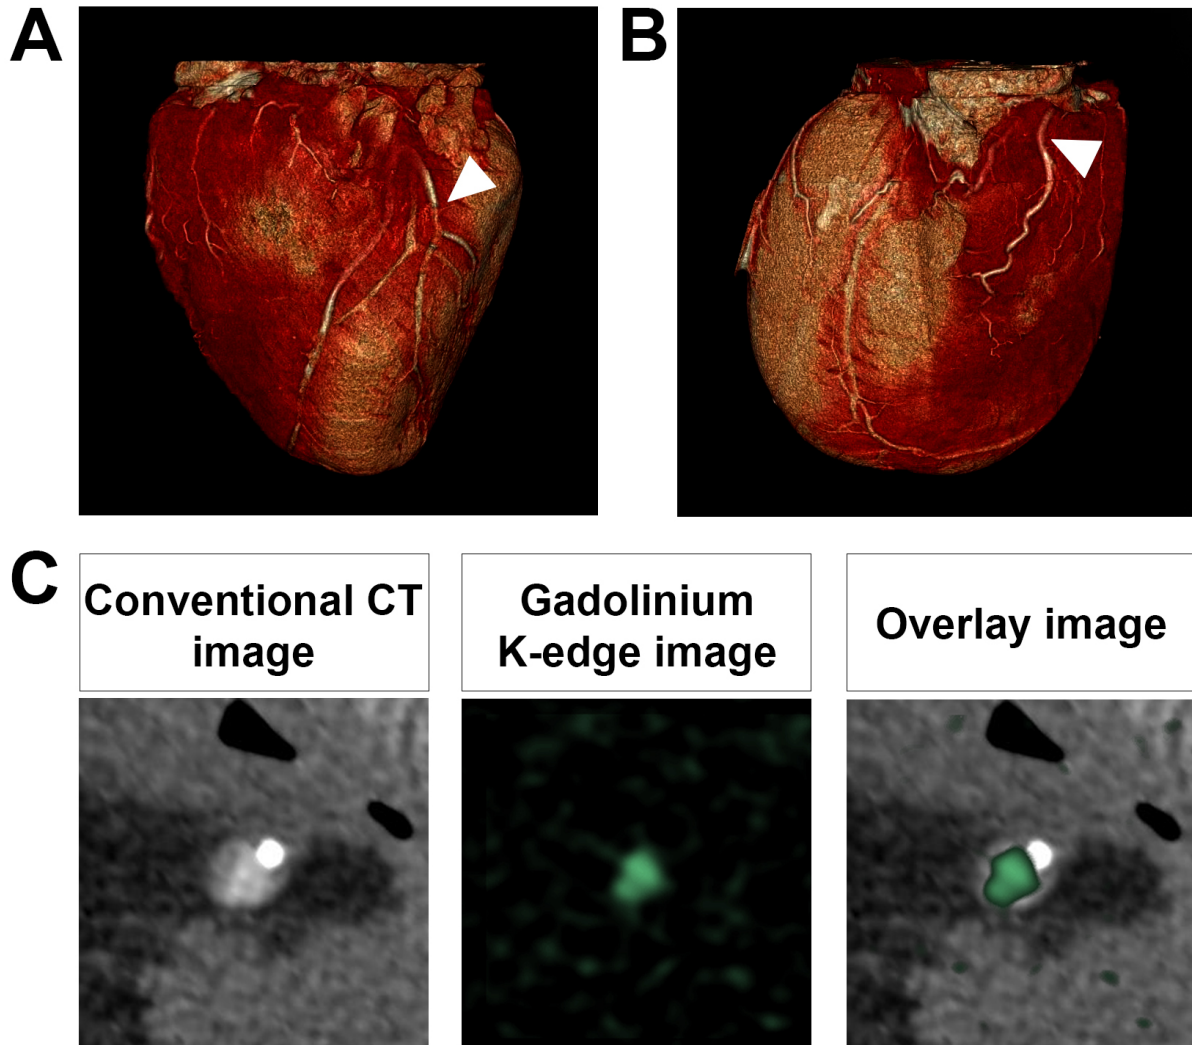 A
B
C
Conventional CT
image
Gadolinium
K-edge image
Overlay image